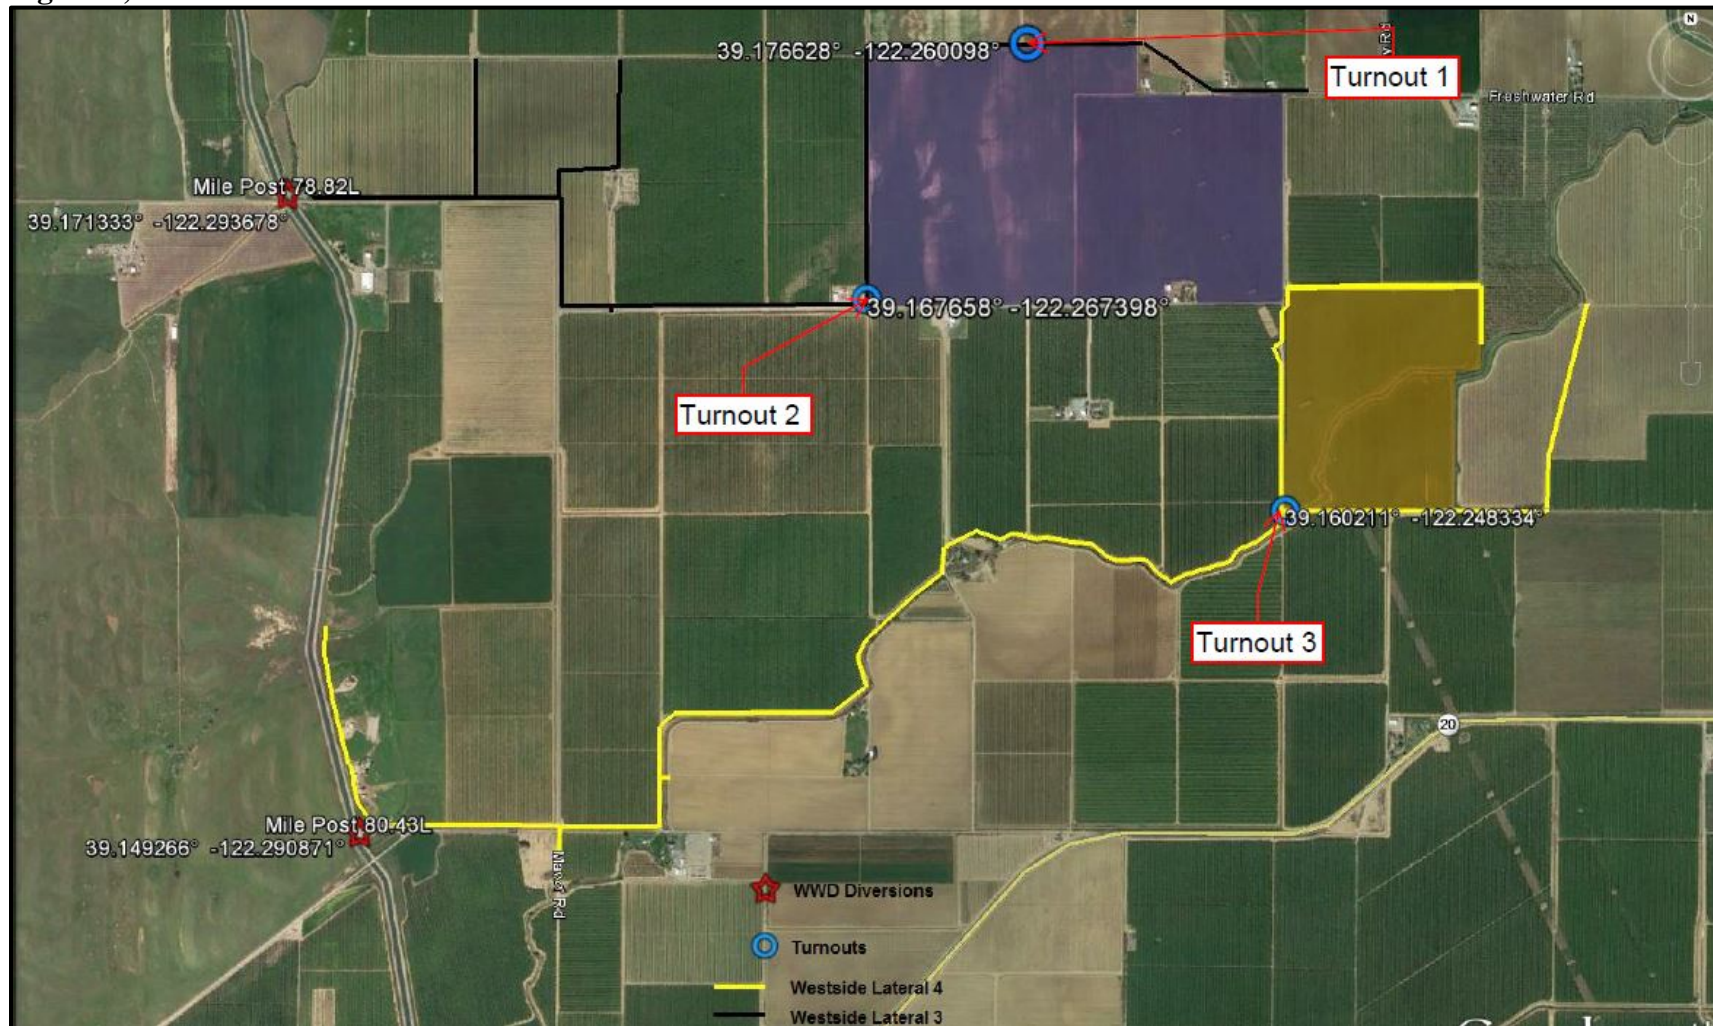 39.176628° -122.260098°
y Rd
Turnout 1
Freshwater Rd
N
Mile Post 78.82L
39.171333° -122.293678°
39.167658° -122.267398°
Turnout 2
39.160211° -122.248334°
Turnout 3
20
Mile Post 80.43L
39.149266° -122.290871°
Rd
WWD Diversions
Turnouts
Westside Lateral 4
Westside Lateral 3